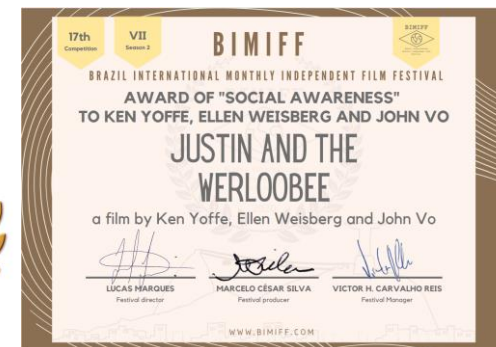 17th
Competition
VII
Season 2
BIMIFF
BIMIFF
BRAZIL INTERNATIONAL MONTHLY INDEPENDENT FILM FESTIVAL
AWARD OF "SOCIAL AWARENESS"
TO KEN YOFFE, ELLEN WEISBERG AND JOHN VO
JUSTIN AND THE
WERLOOBEE
a film by Ken Yoffe, Ellen Weisberg and John Vo
LUCAS MARQUES
Festival director
MARCELO CÉSAR SILVA
Festival producer
VICTOR H. CARVALHO REIS
Festival Manager
WWW.BIMIFF.COM